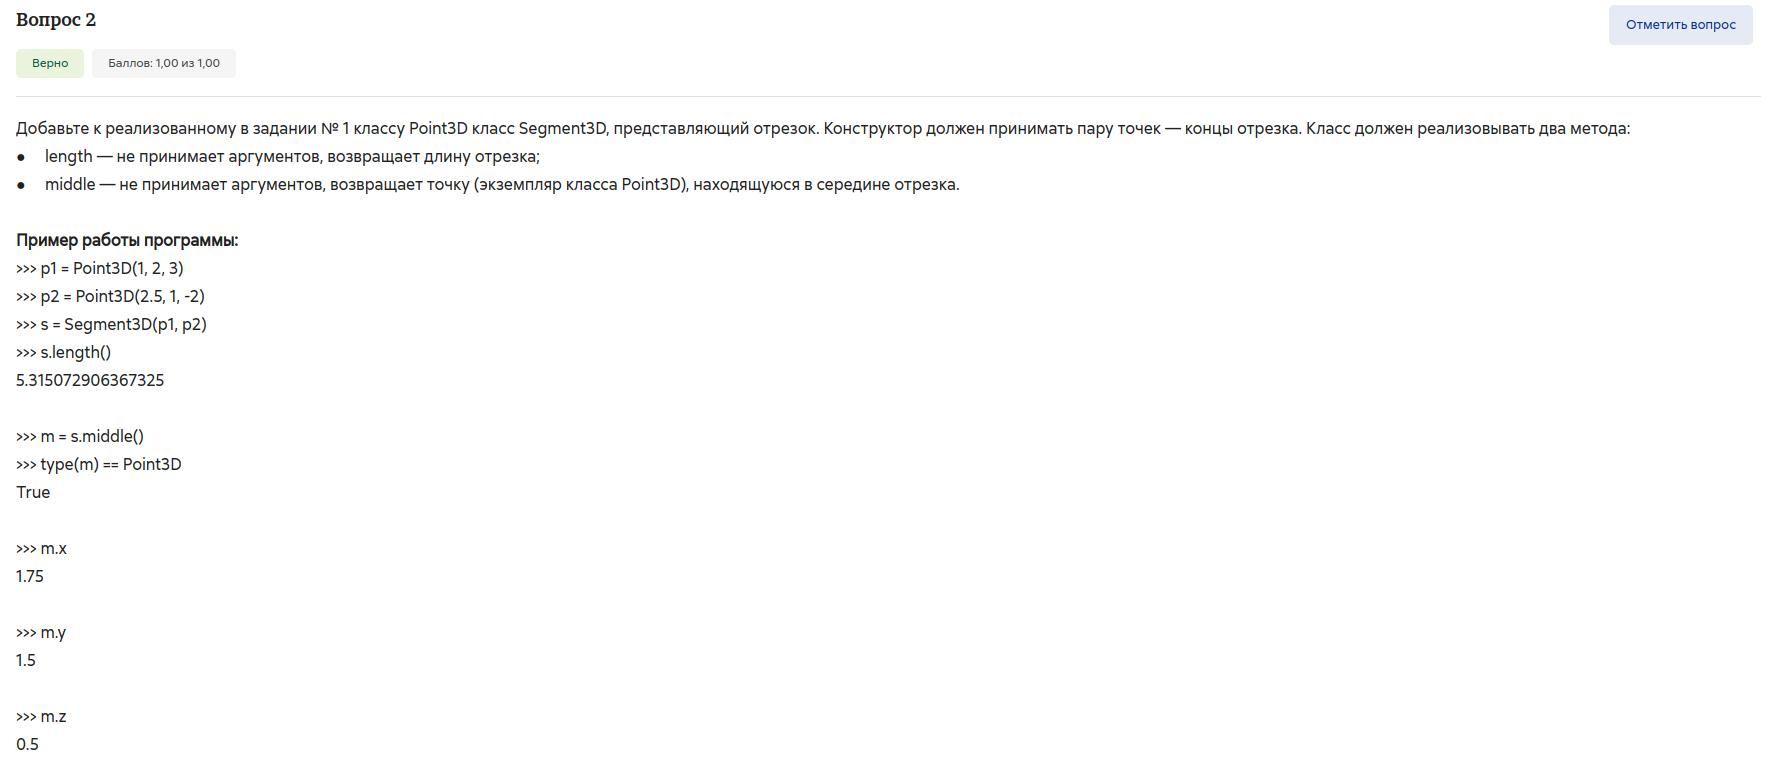 Вопрос 2
Отметить вопрос
Верно
Баллов: 1,00 из 1,00
Добавьте к реализованному в задании № 1 классу Point3D класс Segment3D, представляющий отрезок. Конструктор должен принимать пару точек — концы отрезка. Класс должен реализовывать два метода:
● length — не принимает аргументов, возвращает длину отрезка;
● middle — не принимает аргументов, возвращает точку (экземпляр класса Point3D), находящуюся в середине отрезка.
Пример работы программы:
>>> p1 = Point3D(1, 2, 3)
>>> p2 = Point3D(2.5, 1, -2)
>>> s = Segment3D(p1, p2)
>>> s.length()
5.315072906367325
>>> m = s.middle()
>>> type(m) == Point3D
True
>>> m.x
1.75
>>> m.y
1.5
>>> m.z
0.5